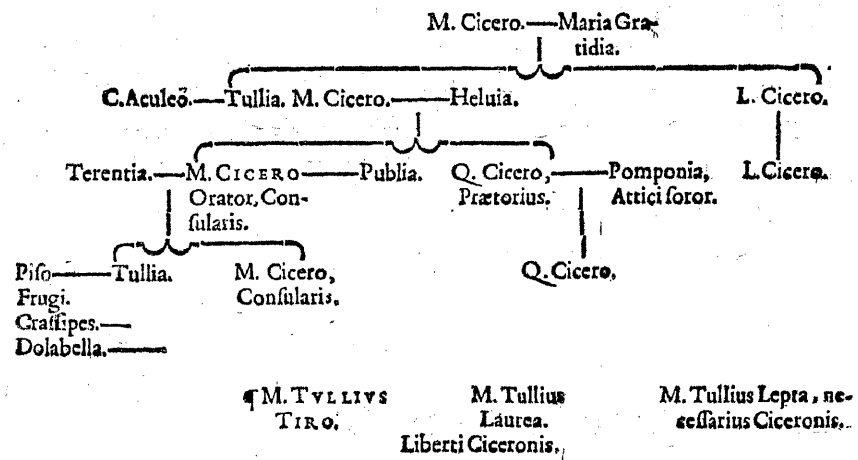 M. Cicero.—Maria Gra-
tidia.
C. Aculeõ.—Tullia. M. Cicero.—Heluia. L. Cicero.
Terentia.—M. CICERO—Publia. Q. Cicero,—Pomponia, L. Cicero.
Orator, Con- Prætorius. Attici ſoror.
ſularis.
Piſo—Tullia. M. Cicero, Q. Cicero.
Frugi. Conſularis.
Craſſipes.—
Dolabella.—
¶ M. TVLLIVS M. Tullius M. Tullius Lepta, ne-
TIRO. Laurea. ceſſarius Ciceronis.
Liberti Ciceronis.